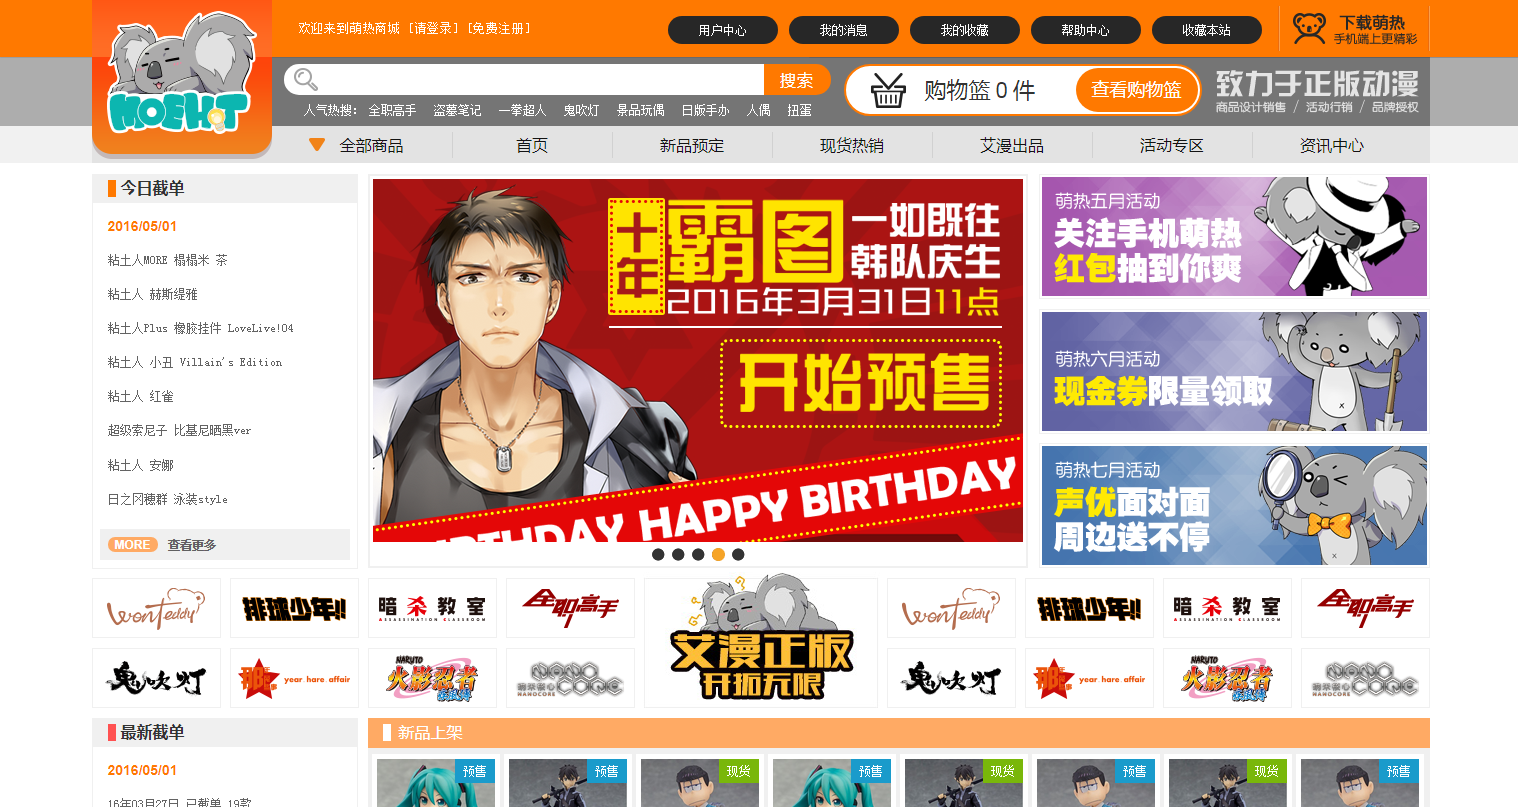 欢迎来到萌热商城 [请登录] [免费注册]
用户中心
我的消息
我的收藏
帮助中心
收藏本站
下载萌热
手机端上更精彩
MOEHOT
搜索
人气热搜: 全职高手 盗墓笔记 一拳超人 鬼吹灯 景品玩偶 日版手办 人偶 扭蛋
购物篮 0 件
查看购物篮
致力于正版动漫
商品设计销售 / 活动行销 / 品牌授权
全部商品
首页
新品预定
现货热销
艾漫出品
活动专区
资讯中心
今日截单
2016/05/01
粘土人MORE 榻榻米 茶
粘土人 赫斯缇雅
粘土人Plus 橡胶挂件 LoveLive!04
粘土人 小丑 Villain's Edition
粘土人 红雀
超级索尼子 比基尼晒黑ver
粘土人 安娜
日之冈穗群 泳装style
MORE 查看更多
十年
霸图
一如既往
韩队庆生
2016年3月31日11点
开始预售
BIRTHDAY HAPPY BIRTHDAY
萌热五月活动
关注手机萌热
红包抽到你爽
萌热六月活动
现金券限量领取
萌热七月活动
声优面对面
周边送不停
wonTeddy
排球少年!!
暗杀教室
ASSASSINATION CLASSROOM
全职高手
艾漫正版
开拓无限
wonTeddy
排球少年!!
暗杀教室
ASSASSINATION CLASSROOM
全职高手
鬼吹灯
year hare affair
NARUTO
火影忍者
疾风传
NANO CORE
NANOCORE
鬼吹灯
year hare affair
NARUTO
火影忍者
疾风传
NANO CORE
NANOCORE
最新截单
2016/05/01
16年03月27日 已截单 19款
新品上架
预售
预售
现货
预售
现货
预售
现货
预售